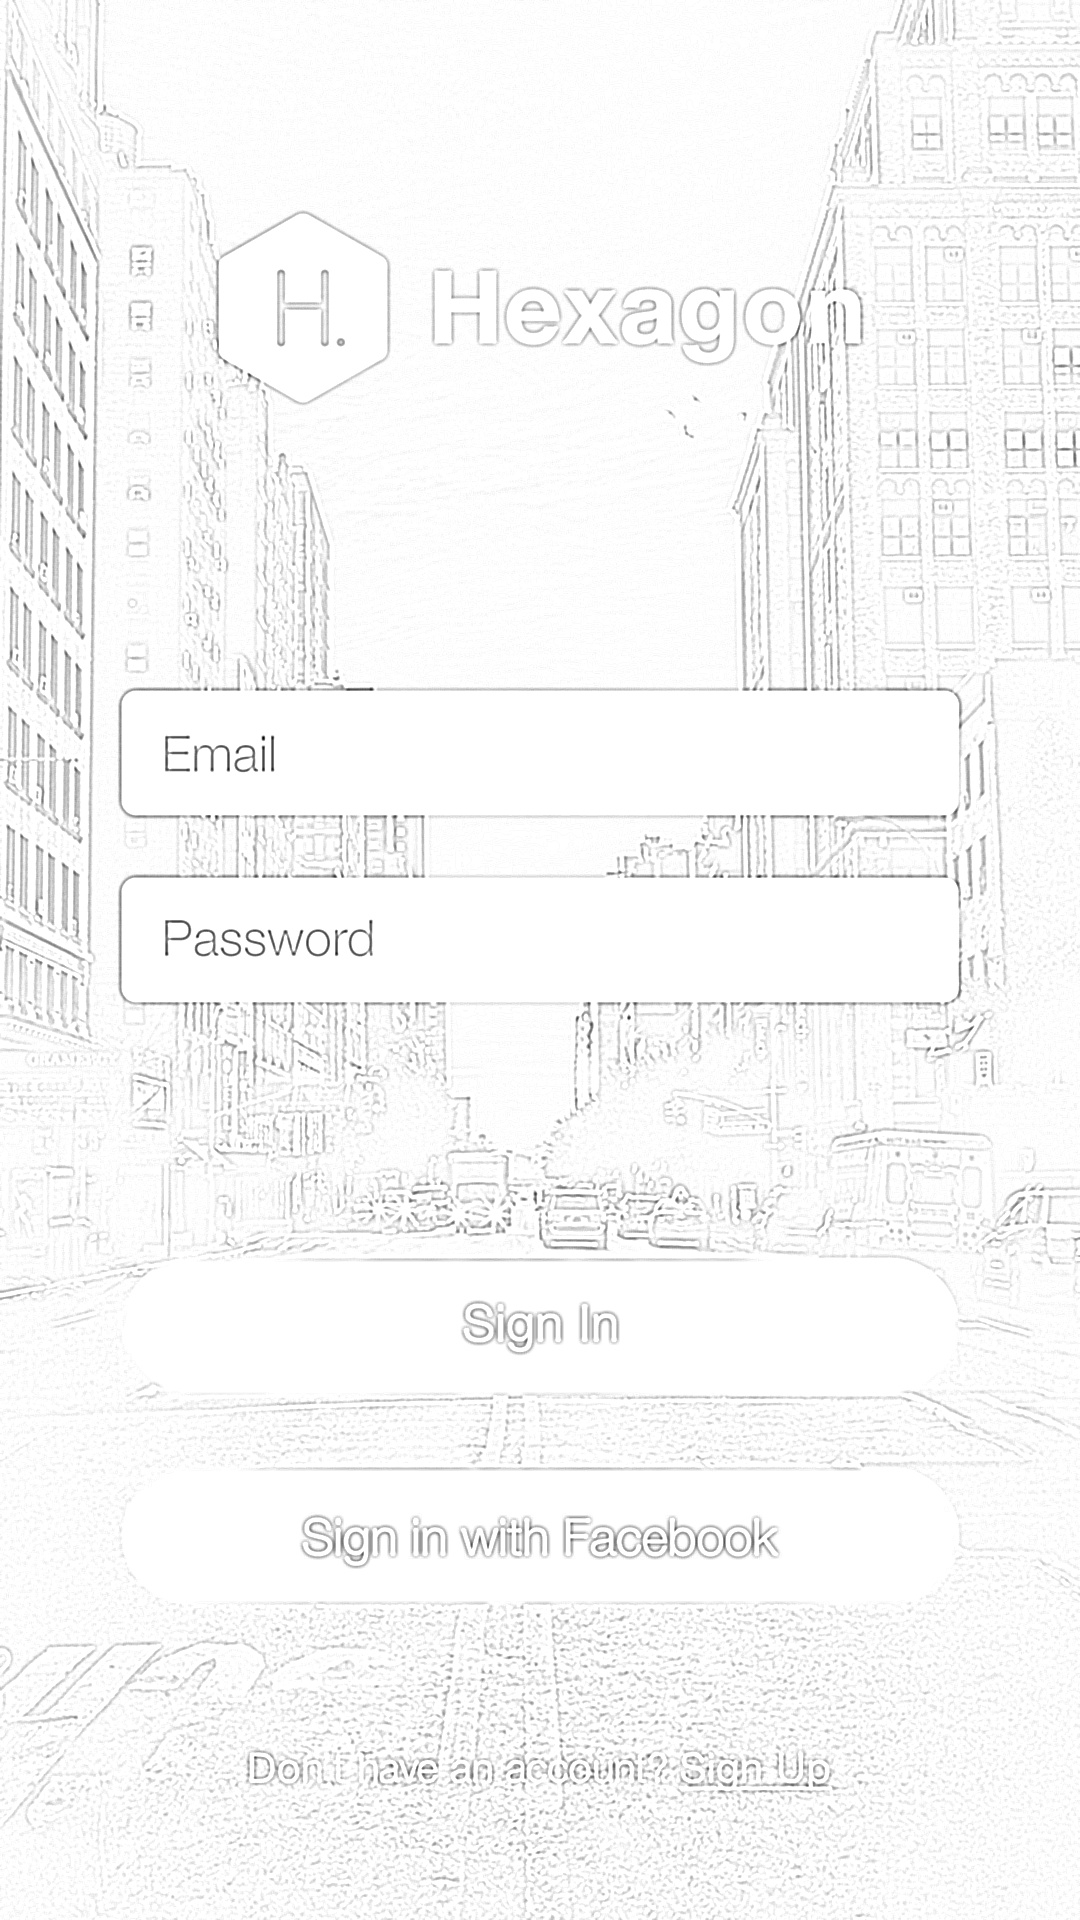 H. Hexagon
Email
Password
Sign In
Sign in with Facebook
Don't have an account? Sign Up